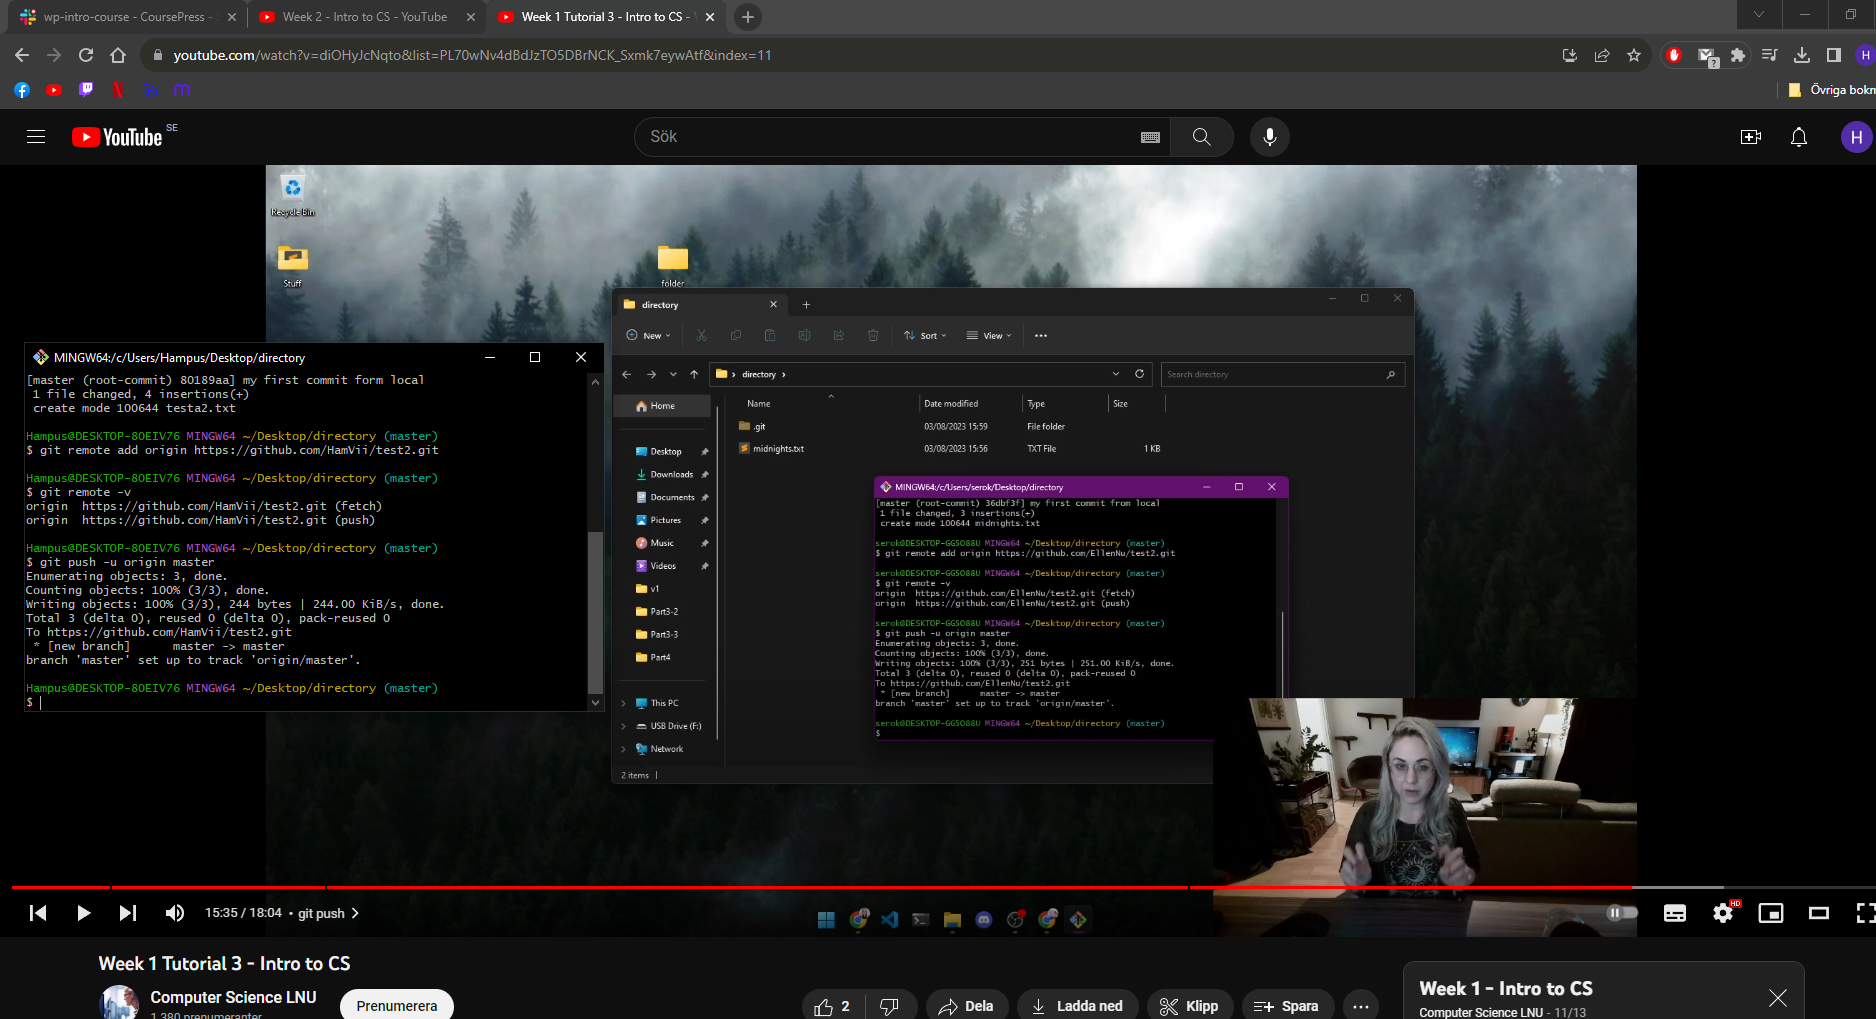 wp-intro-course - CoursePress -
Week 2 - Intro to CS - YouTube
Week 1 Tutorial 3 - Intro to CS -
youtube.com/watch?v=diOHyJcNqto&list=PL70wNv4dBdJzTO5DBrNCK_Sxmk7eywAtf&index=11
H
Övriga bokm
YouTube SE
Sök
H
Recycle Bin
Stuff
folder
directory
New
Sort
View
directory
Search directory
Home
Desktop
Downloads
Documents
Pictures
Music
Videos
v1
Part3-2
Part3-3
Part4
This PC
USB Drive (F:)
Network
2 items
Name Date modified Type Size
.git 03/08/2023 15:59 File folder
midnights.txt 03/08/2023 15:56 TXT File 1 KB
MINGW64:/c/Users/Hampus/Desktop/directory
[master (root-commit) 80189aa] my first commit form local
1 file changed, 4 insertions(+)
create mode 100644 testa2.txt
Hampus@DESKTOP-8OEIV76 MINGW64 ~/Desktop/directory (master)
$ git remote add origin https://github.com/HamVii/test2.git
Hampus@DESKTOP-8OEIV76 MINGW64 ~/Desktop/directory (master)
$ git remote -v
origin https://github.com/HamVii/test2.git (fetch)
origin https://github.com/HamVii/test2.git (push)
Hampus@DESKTOP-8OEIV76 MINGW64 ~/Desktop/directory (master)
$ git push -u origin master
Enumerating objects: 3, done.
Counting objects: 100% (3/3), done.
Writing objects: 100% (3/3), 244 bytes | 244.00 KiB/s, done.
Total 3 (delta 0), reused 0 (delta 0), pack-reused 0
To https://github.com/HamVii/test2.git
* [new branch] master -> master
branch 'master' set up to track 'origin/master'.
Hampus@DESKTOP-8OEIV76 MINGW64 ~/Desktop/directory (master)
$
MINGW64:/c/Users/serok/Desktop/directory
[master (root-commit) 36dbf3f] my first commit from local
1 file changed, 3 insertions(+)
create mode 100644 midnights.txt
serok@DESKTOP-GG5O88U MINGW64 ~/Desktop/directory (master)
$ git remote add origin https://github.com/EllenNu/test2.git
serok@DESKTOP-GG5O88U MINGW64 ~/Desktop/directory (master)
$ git remote -v
origin https://github.com/EllenNu/test2.git (fetch)
origin https://github.com/EllenNu/test2.git (push)
serok@DESKTOP-GG5O88U MINGW64 ~/Desktop/directory (master)
$ git push -u origin master
Enumerating objects: 3, done.
Counting objects: 100% (3/3), done.
Writing objects: 100% (3/3), 251 bytes | 251.00 KiB/s, done.
Total 3 (delta 0), reused 0 (delta 0), pack-reused 0
To https://github.com/EllenNu/test2.git
* [new branch] master -> master
branch 'master' set up to track 'origin/master'.
serok@DESKTOP-GG5O88U MINGW64 ~/Desktop/directory (master)
$
15:35 / 18:04 • git push
HD
Week 1 Tutorial 3 - Intro to CS
Computer Science LNU
1 380 prenumeranter
Prenumerera
2
Dela
Ladda ned
Klipp
Spara
Week 1 - Intro to CS
Computer Science LNU - 11/13